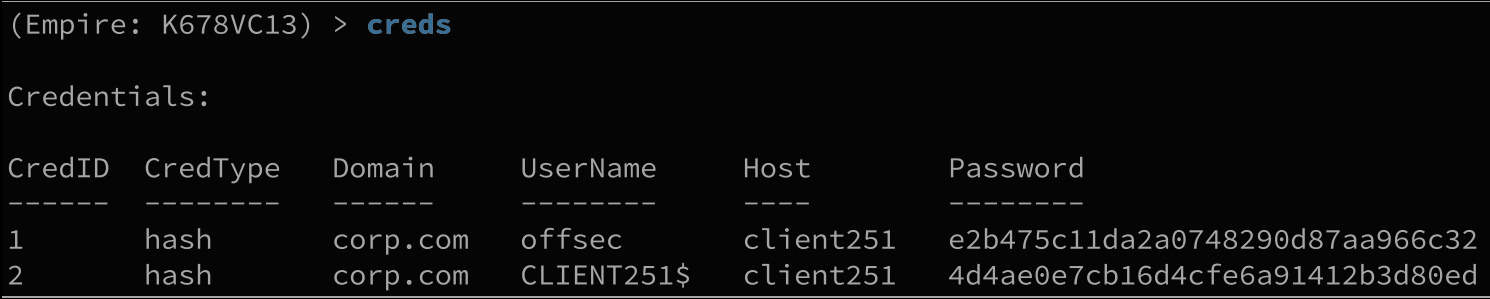 (Empire: K678VC13) > creds
Credentials:
CredID  CredType   Domain     UserName     Host        Password
------  --------   ------     --------     ----        --------
1       hash       corp.com   offsec       client251   e2b475c11da2a0748290d87aa966c32
2       hash       corp.com   CLIENT251$   client251   4d4ae0e7cb16d4cfe6a91412b3d80ed